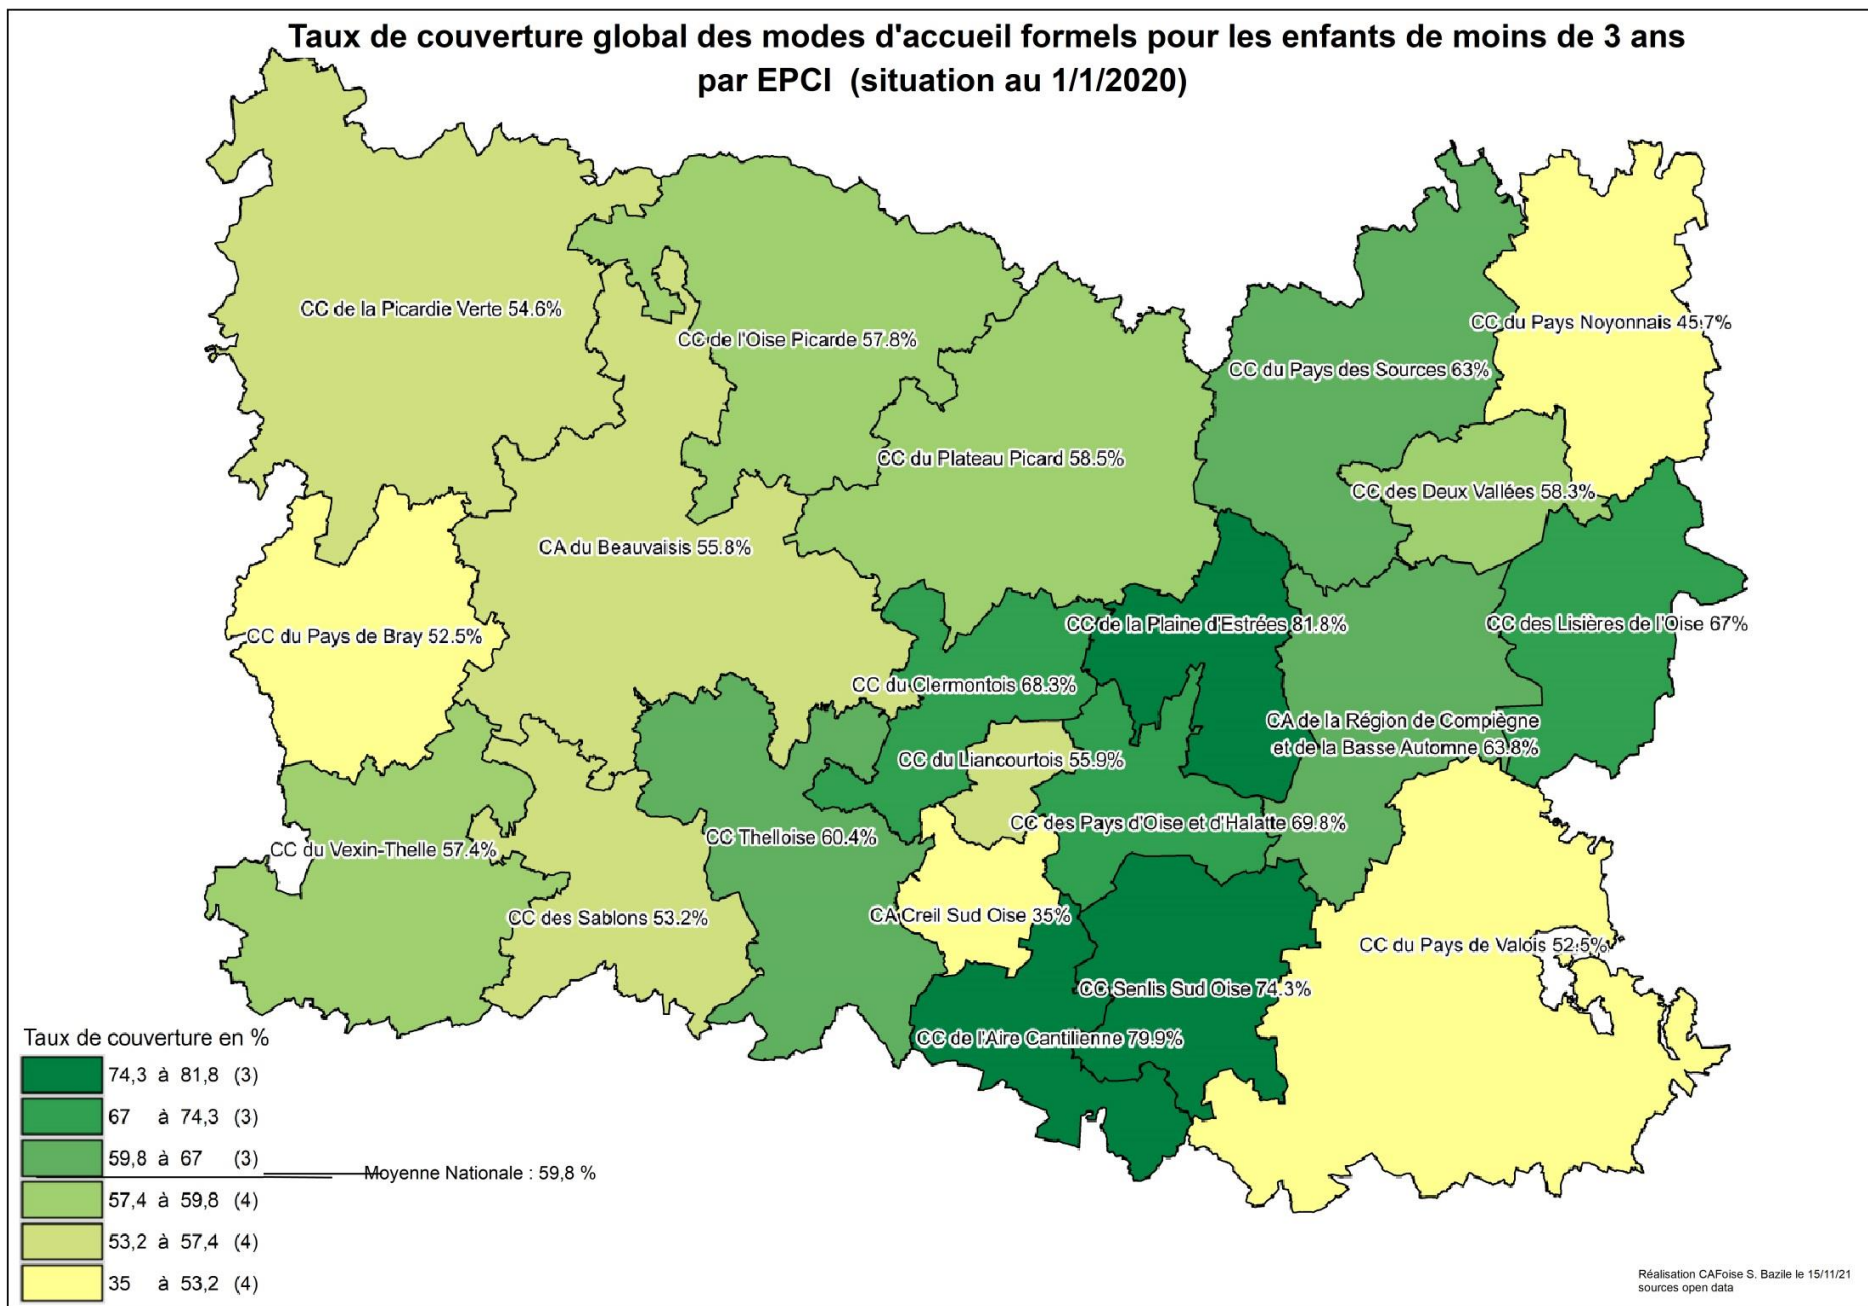 Taux de couverture global des modes d'accueil formels pour les enfants de moins de 3 ans
par EPCI (situation au 1/1/2020)
CC de la Picardie Verte 54.6%
CC du Pays Noyonnais 45.7%
CC de l'Oise Picarde 57.8%
CC du Pays des Sources 63%
CC du Plateau Picard 58.5%
CC des Deux Vallées 58.3%
CA du Beauvaisis 55.8%
CC de la Plaine d'Estrées 81.8%
CC des Lisières de l'Oise 67%
CC du Pays de Bray 52.5%
CC du Clermontois 68.3%
CA de la Région de Compiègne
et de la Basse Automne 63.8%
CC du Liancourtois 55.9%
CC des Pays d'Oise et d'Halatte 69.8%
CC Thelloise 60.4%
CC du Vexin-Thelle 57.4%
CC des Sablons 53.2%
CA Creil Sud Oise 35%
CC du Pays de Valois 52.5%
CC Senlis Sud Oise 74.3%
CC de l'Aire Cantilienne 79.9%
Taux de couverture en %
74,3 à 81,8 (3)
67 à 74,3 (3)
59,8 à 67 (3)
Moyenne Nationale : 59,8 %
57,4 à 59,8 (4)
53,2 à 57,4 (4)
35 à 53,2 (4)
Réalisation CAFoise S. Bazile le 15/11/21
sources open data